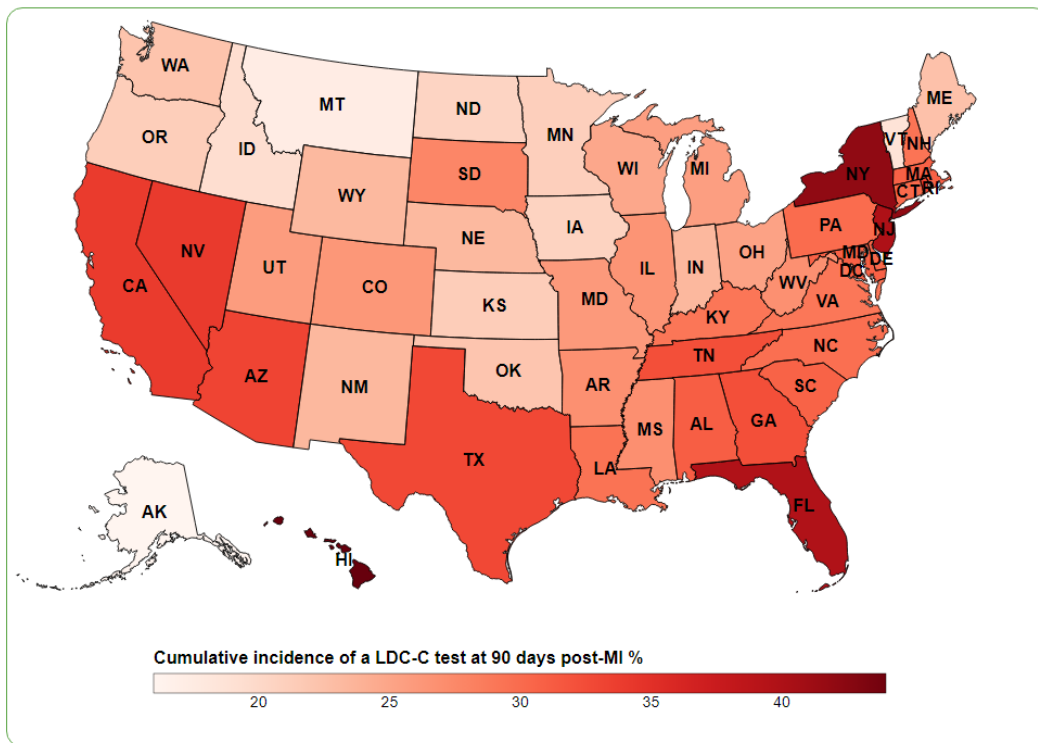 WA
MT
ND
ME
OR
ID
MN
VT
NH
SD
WI
MI
NY
MA
WY
CT
RI
IA
PA
NE
NJ
NV
OH
MD
DE
UT
IL
IN
DC
CO
WV
CA
MD
VA
KS
KY
NC
TN
OK
AZ
NM
AR
SC
MS
AL
GA
TX
LA
FL
AK
HI
Cumulative incidence of a LDC-C test at 90 days post-MI %
20 25 30 35 40